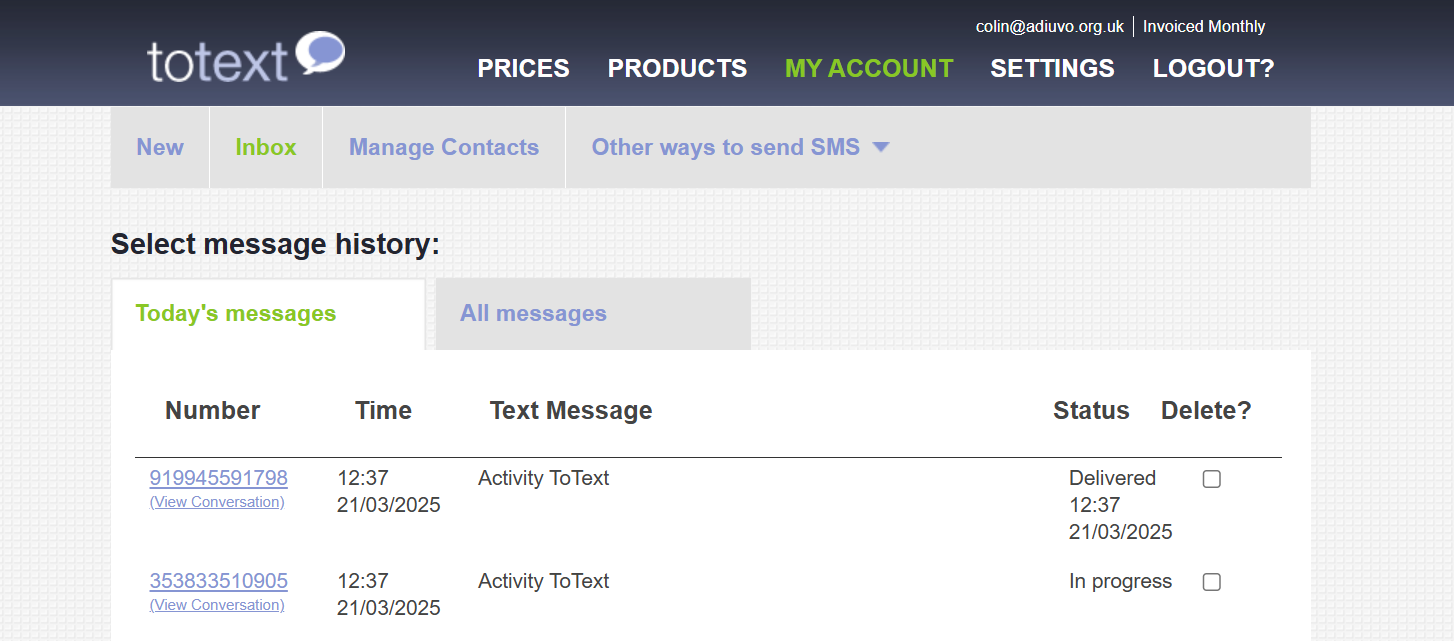 colin@adiuvo.org.uk | Invoiced Monthly
totext
PRICES PRODUCTS MY ACCOUNT SETTINGS LOGOUT?
New Inbox Manage Contacts Other ways to send SMS
Select message history:
Today's messages All messages
Number Time Text Message Status Delete?
919945591798 12:37 Activity ToText Delivered
(View Conversation) 21/03/2025 12:37
21/03/2025
353833510905 12:37 Activity ToText In progress
(View Conversation) 21/03/2025